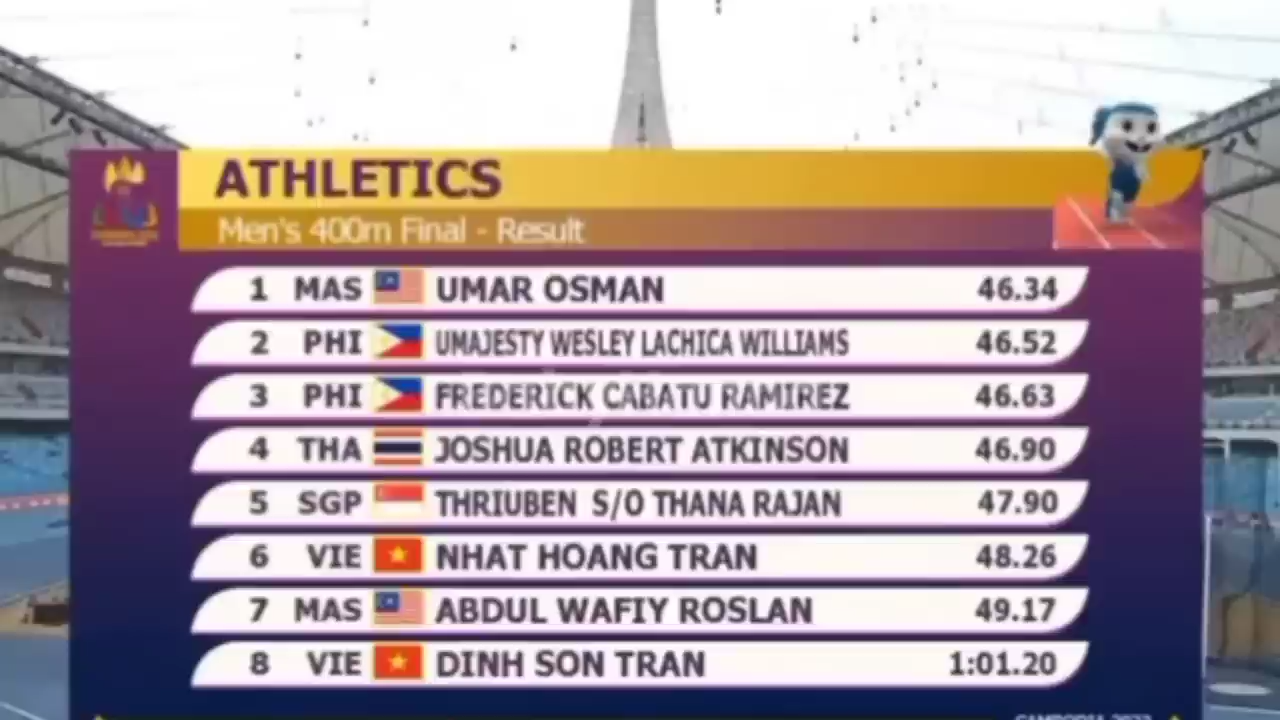 ATHLETICS
Men's 400m Final - Result
1 MAS UMAR OSMAN 46.34
2 PHI UMAJESTY WESLEY LACHICA WILLIAMS 46.52
3 PHI FREDERICK CABATU RAMIREZ 46.63
4 THA JOSHUA ROBERT ATKINSON 46.90
5 SGP THRIUBEN S/O THANA RAJAN 47.90
6 VIE NHAT HOANG TRAN 48.26
7 MAS ABDUL WAFIY ROSLAN 49.17
8 VIE DINH SON TRAN 1:01.20